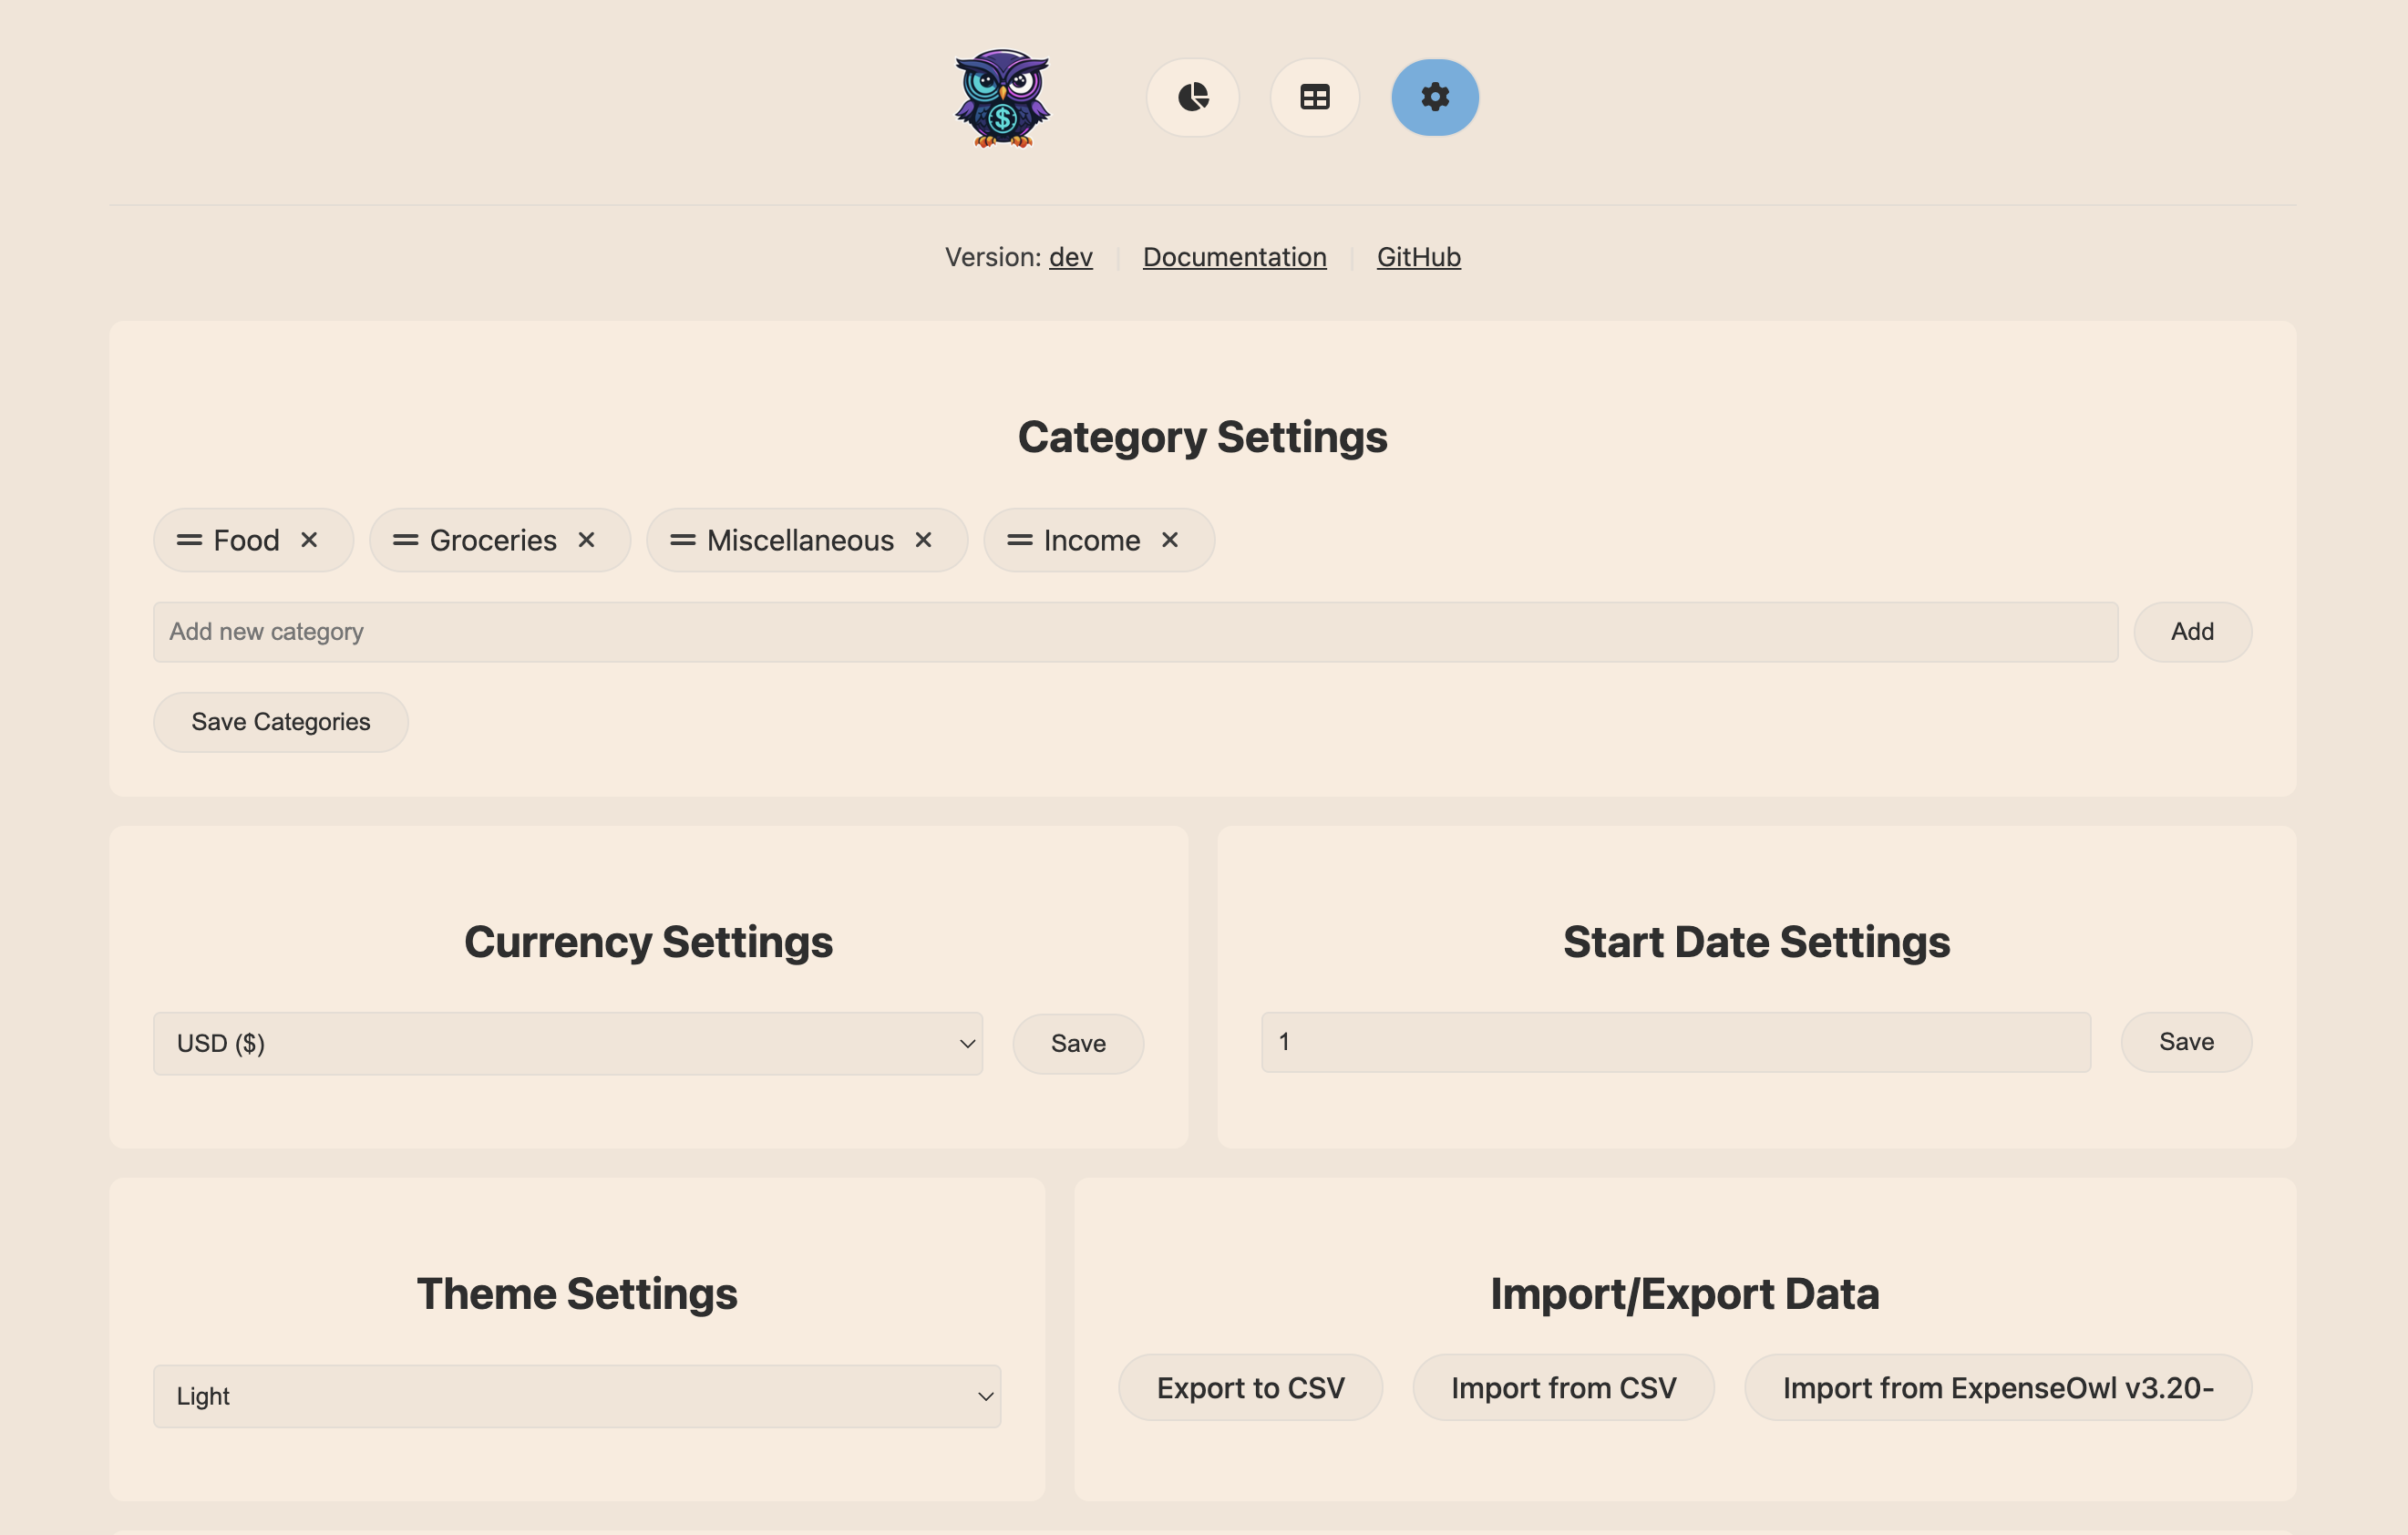 $
Version: dev Documentation GitHub
Category Settings
Food Groceries Miscellaneous Income
Add new category Add
Save Categories
Currency Settings
USD ($) Save
Start Date Settings
1 Save
Theme Settings
Light
Import/Export Data
Export to CSV Import from CSV Import from ExpenseOwl v3.20-